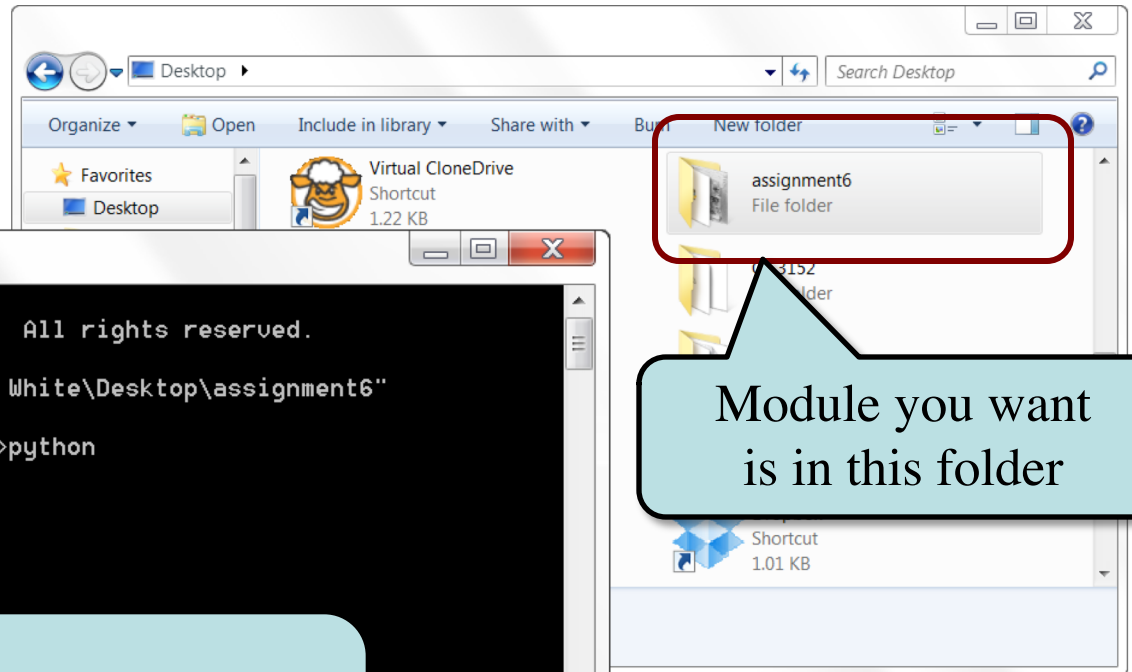 Desktop
Search Desktop
Organize
Open
Include in library
Share with
New folder
Favorites
Desktop
Virtual CloneDrive
Shortcut
1.22 KB
assignment6
File folder
3152
All rights reserved.
White\Desktop\assignment6"
>python
Module you want
is in this folder
Shortcut
1.01 KB